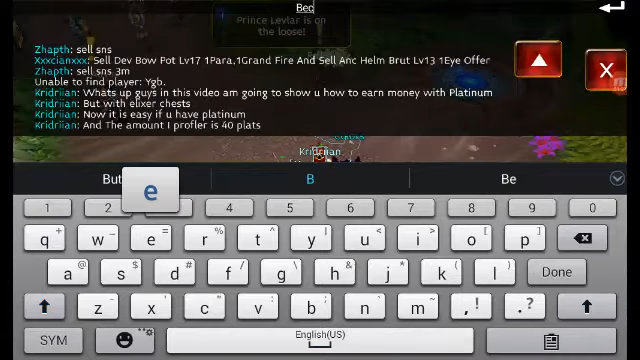 Bec
Prince Levlar is on
the loose!
Zhapth: sell sns
Xxxcianxxx: Sell Dev Bow Pot Lv17 1Para,1Grand Fire And Sell Anc Helm Brut Lv13 1Eye Offer
Zhapth: sell sns 3m
Unable to find player: Ygb.
Kridriian: Whats up guys in this video am going to show u how to earn money with Platinum
Kridriian: But with elixer chests
Kridriian: Now it is easy if u have platinum
Kridriian: And The amount I profler is 40 plats
X
Kridriian
But B Be
e
1 2 4 5 6 7 8 9 0
q + w - e = r % t ^ y / u < i > o [ p ]
a @ s $ d # f / g \ h & j * k ( l ) Done
z x c v b n m , ! . ?
SYM English(US)